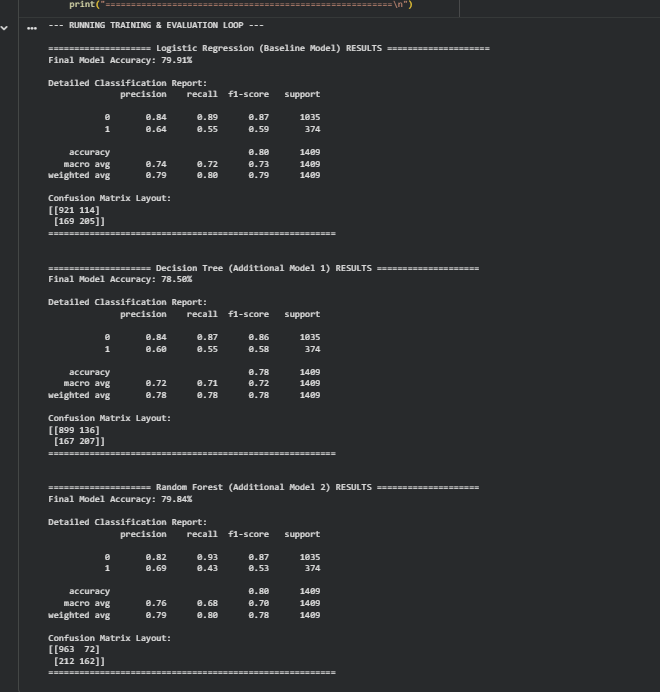 print("=======================================================\n")
--- RUNNING TRAINING & EVALUATION LOOP ---
==================== Logistic Regression (Baseline Model) RESULTS ====================
Final Model Accuracy: 79.91%
Detailed Classification Report:
precision recall f1-score support
0 0.84 0.89 0.87 1035
1 0.64 0.55 0.59 374
accuracy 0.80 1409
macro avg 0.74 0.72 0.73 1409
weighted avg 0.79 0.80 0.79 1409
Confusion Matrix Layout:
[[921 114]
[169 205]]
========================================================
==================== Decision Tree (Additional Model 1) RESULTS ====================
Final Model Accuracy: 78.50%
Detailed Classification Report:
precision recall f1-score support
0 0.84 0.87 0.86 1035
1 0.60 0.55 0.58 374
accuracy 0.78 1409
macro avg 0.72 0.71 0.72 1409
weighted avg 0.78 0.78 0.78 1409
Confusion Matrix Layout:
[[899 136]
[167 207]]
========================================================
==================== Random Forest (Additional Model 2) RESULTS ====================
Final Model Accuracy: 79.84%
Detailed Classification Report:
precision recall f1-score support
0 0.82 0.93 0.87 1035
1 0.69 0.43 0.53 374
accuracy 0.80 1409
macro avg 0.76 0.68 0.70 1409
weighted avg 0.79 0.80 0.78 1409
Confusion Matrix Layout:
[[963 72]
[212 162]]
========================================================